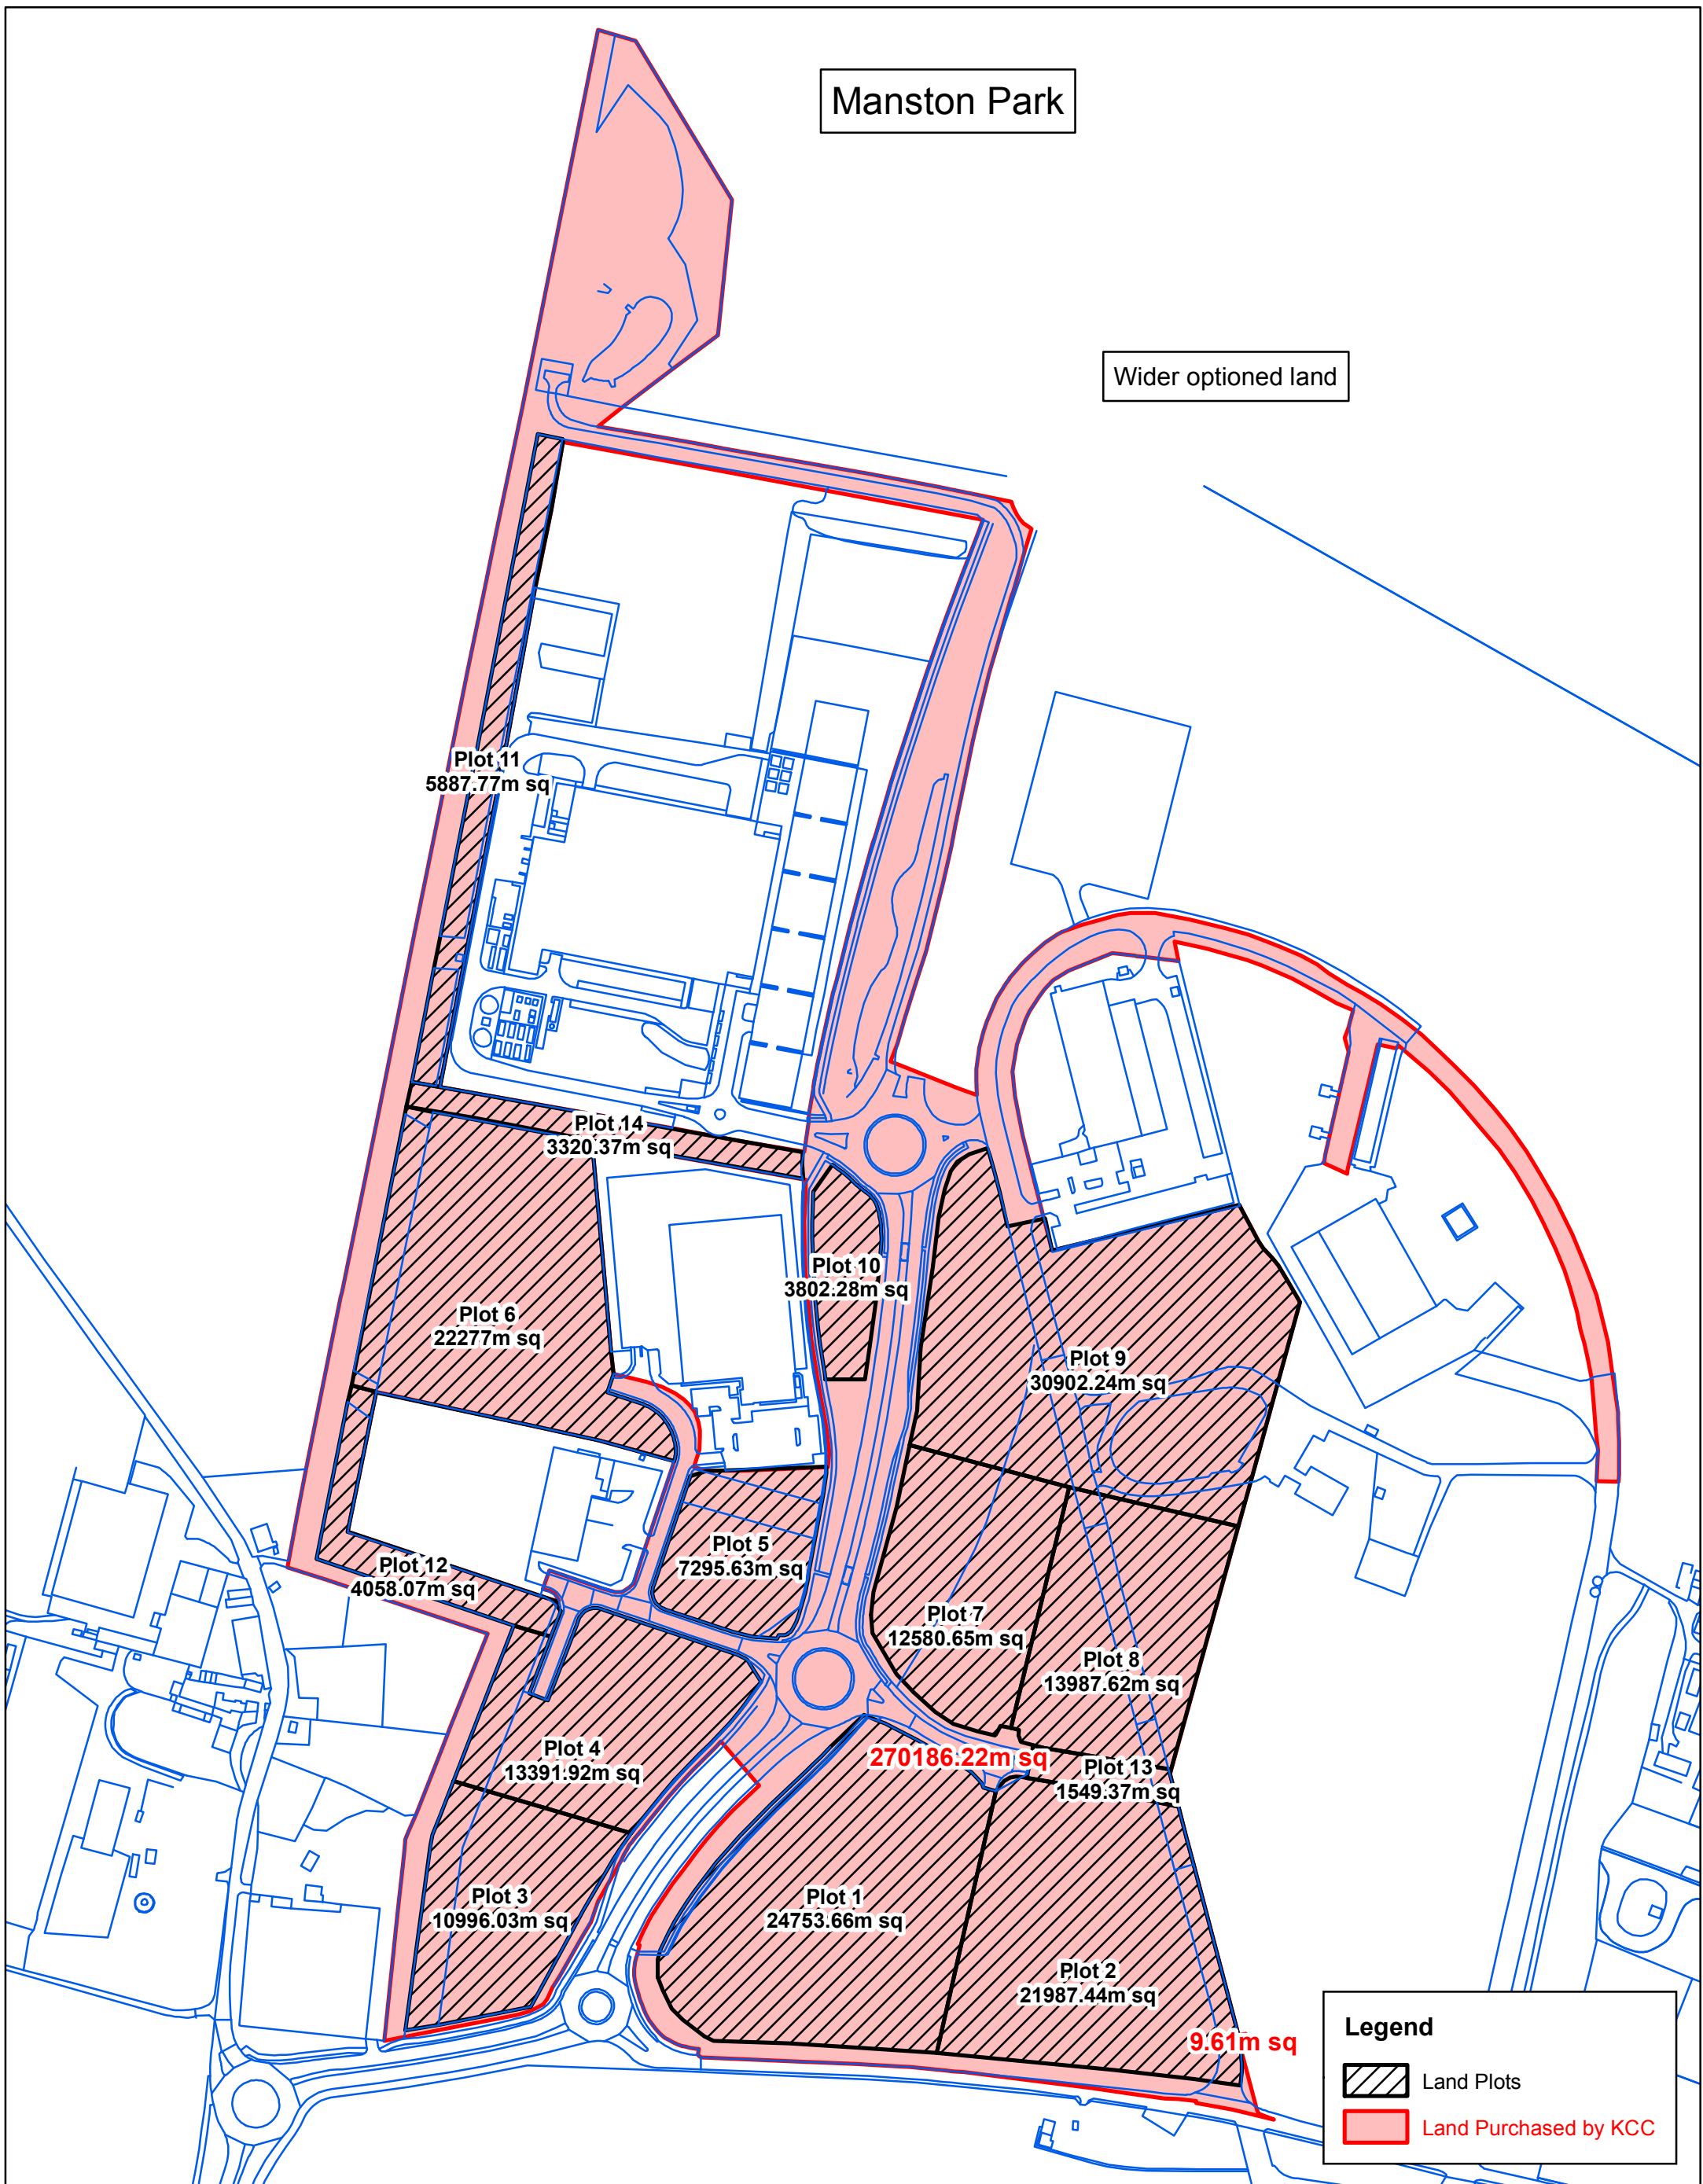 Manston Park
Wider optioned land
Plot 11
5887.77m sq
Plot 14
3320.37m sq
Plot 10
3802.28m sq
Plot 6
22277m sq
Plot 9
30902.24m sq
Plot 5
7295.63m sq
Plot 12
4058.07m sq
Plot 7
12580.65m sq
Plot 8
13987.62m sq
Plot 4
13391.92m sq
270186.22m sq
Plot 13
1549.37m sq
Plot 3
10996.03m sq
Plot 1
24753.66m sq
Plot 2
21987.44m sq
9.61m sq
Legend
Land Plots
Land Purchased by KCC